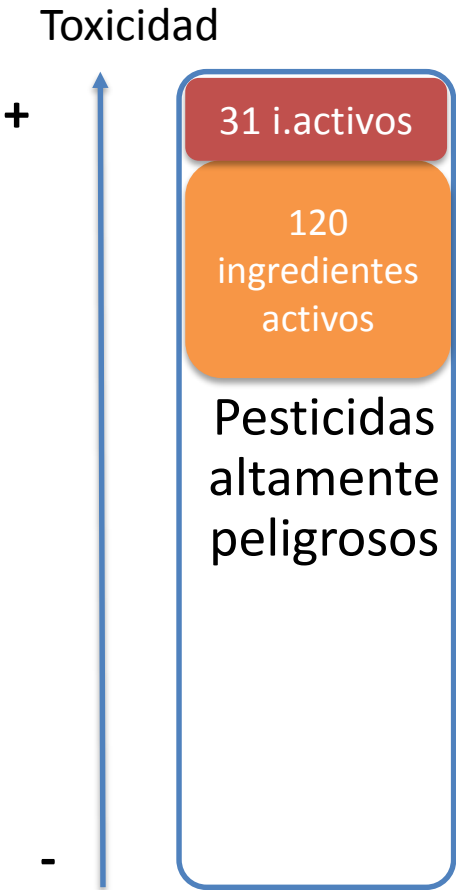 Toxicidad
+
31 i.activos
120
ingredientes
activos
Pesticidas
altamente
peligrosos
-